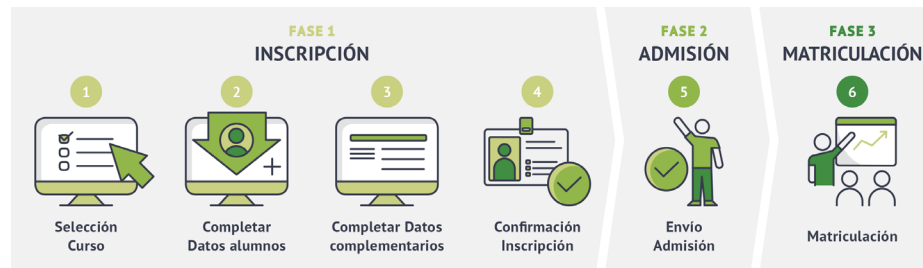 FASE 1
INSCRIPCIÓN
1
2
3
4
Selección
Curso
Completar
Datos alumnos
Completar Datos
complementarios
Confirmación
Inscripción
FASE 2
ADMISIÓN
5
Envío
Admisión
FASE 3
MATRICULACIÓN
6
Matriculación